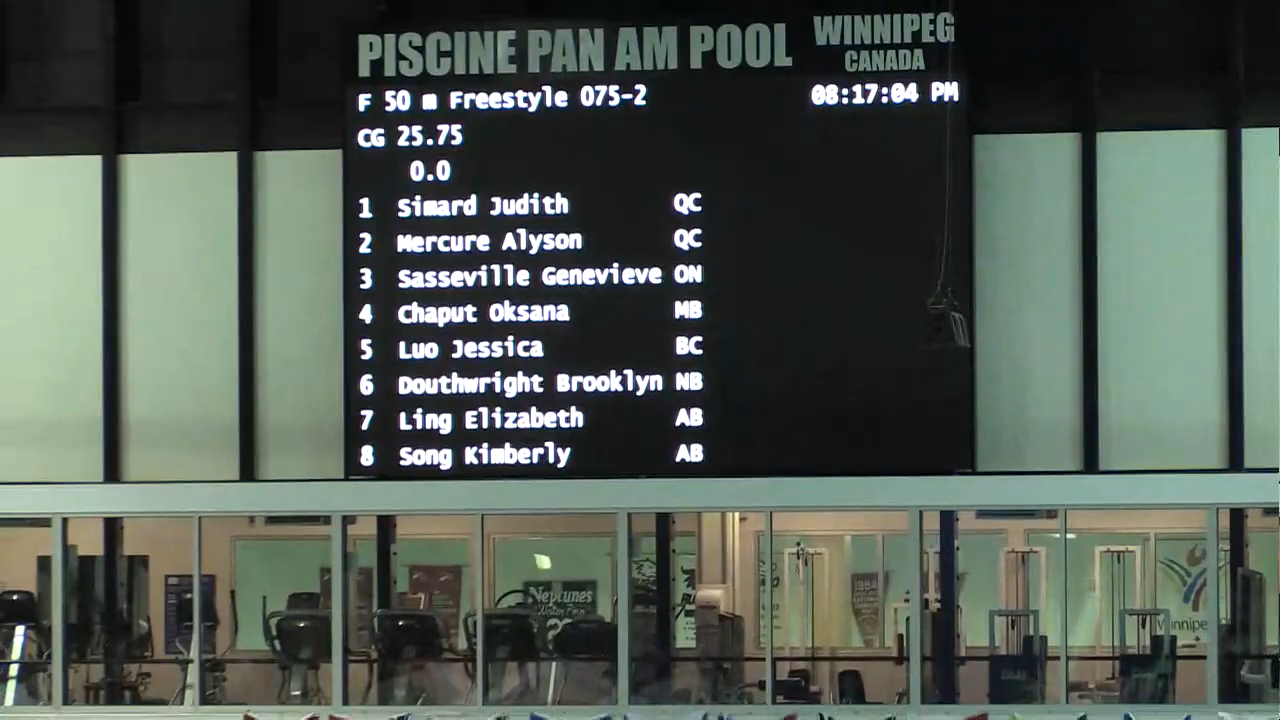 PISCINE PAN AM POOL
WINNIPEG
CANADA
F 50 m Freestyle 075-2 08:17:04 PM
CG 25.75
0.0
1 Simard Judith QC
2 Mercure Alyson QC
3 Sasseville Genevieve ON
4 Chaput Oksana MB
5 Luo Jessica BC
6 Douthwright Brooklyn NB
7 Ling Elizabeth AB
8 Song Kimberly AB
Neptunes
Winnipe